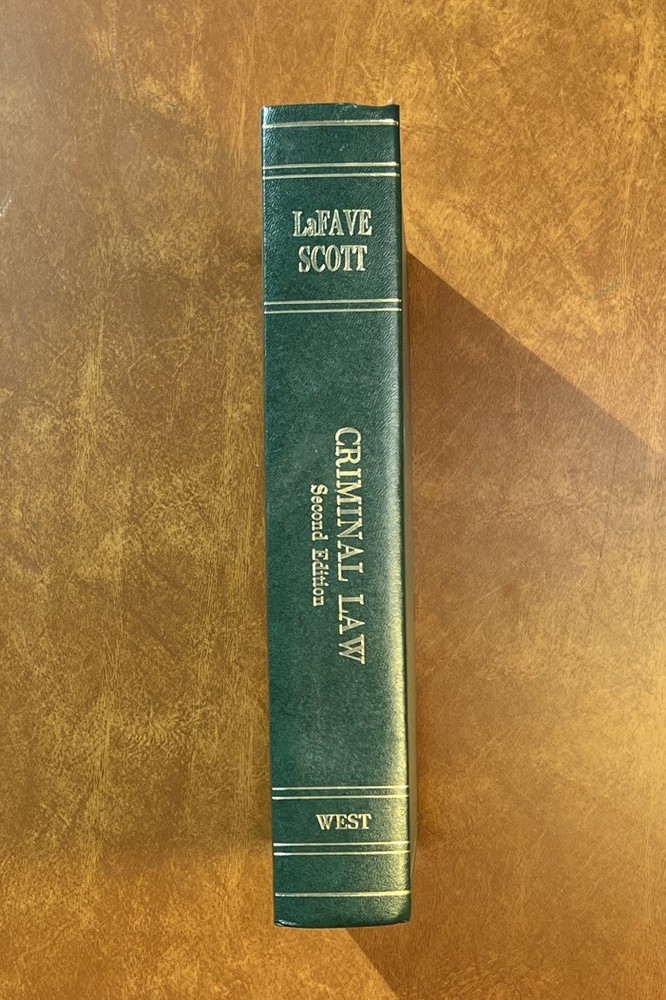 LaFAVE
SCOTT
CRIMINAL LAW
Second Edition
WEST